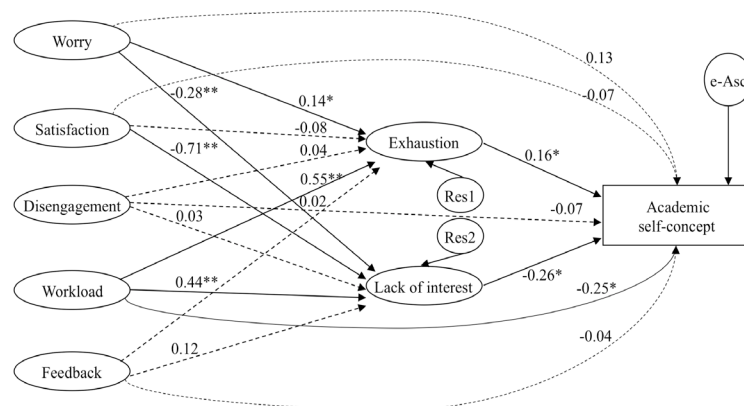 Worry
0.13
e-Asc
-0.28**
0.14*
-0.07
Satisfaction
-0.08
Exhaustion
-0.71**
0.04
0.16*
0.55**
Disengagement
0.02
Res1
-0.07
Academic
self-concept
0.03
Res2
Workload
0.44**
Lack of interest
-0.26*
-0.25*
-0.04
0.12
Feedback